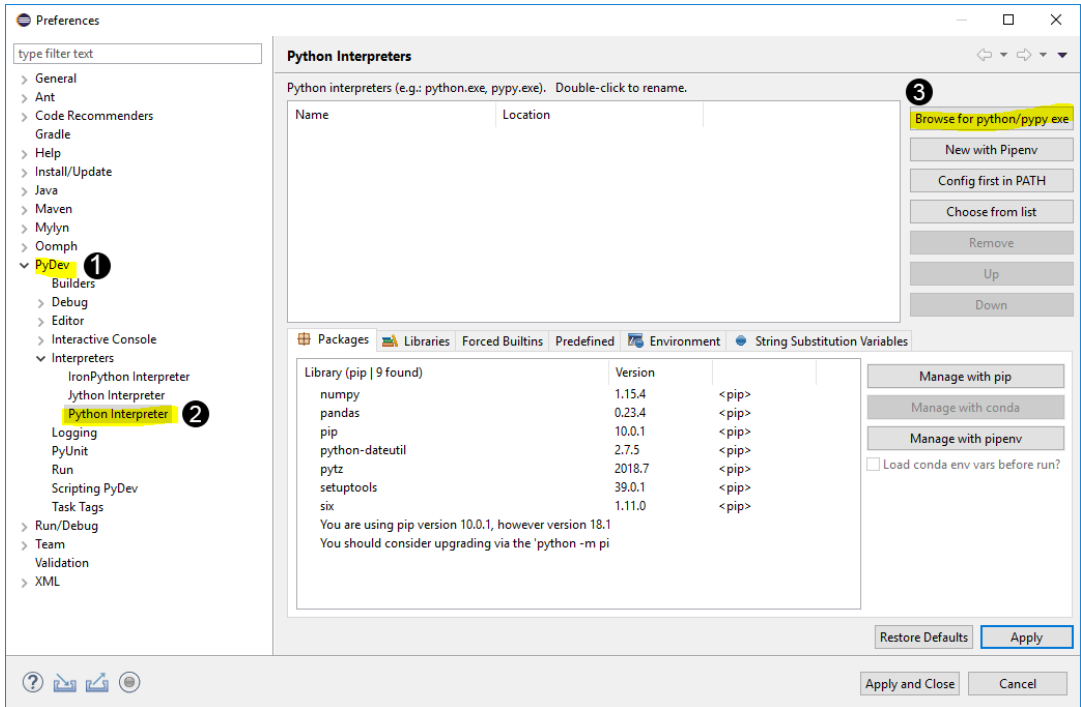 Preferences
type filter text
General
Ant
Code Recommenders
Gradle
Help
Install/Update
Java
Maven
Mylyn
Oomph
PyDev 1
Builders
Debug
Editor
Interactive Console
Interpreters
IronPython Interpreter
Jython Interpreter
Python Interpreter 2
Logging
PyUnit
Run
Scripting PyDev
Task Tags
Run/Debug
Team
Validation
XML
Python Interpreters
Python interpreters (e.g.: python.exe, pypy.exe).   Double-click to rename.
Name Location
3
Browse for python/pypy exe
New with Pipenv
Config first in PATH
Choose from list
Remove
Up
Down
Packages Libraries Forced Builtins Predefined Environment String Substitution Variables
Library (pip | 9 found) Version
numpy 1.15.4 <pip>
pandas 0.23.4 <pip>
pip 10.0.1 <pip>
python-dateutil 2.7.5 <pip>
pytz 2018.7 <pip>
setuptools 39.0.1 <pip>
six 1.11.0 <pip>
You are using pip version 10.0.1, however version 18.1
You should consider upgrading via the 'python -m pi
Manage with pip
Manage with conda
Manage with pipenv
Load conda env vars before run?
Restore Defaults Apply
? Apply and Close Cancel